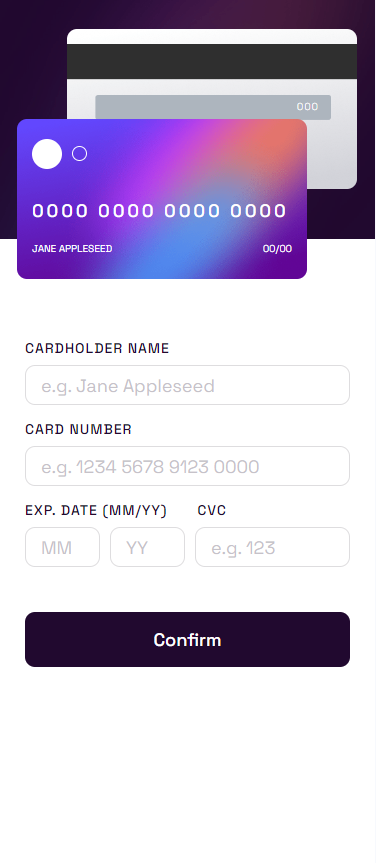 000
0000 0000 0000 0000
JANE APPLESEED 00/00
CARDHOLDER NAME
e.g. Jane Appleseed
CARD NUMBER
e.g. 1234 5678 9123 0000
EXP. DATE (MM/YY) CVC
MM YY e.g. 123
Confirm